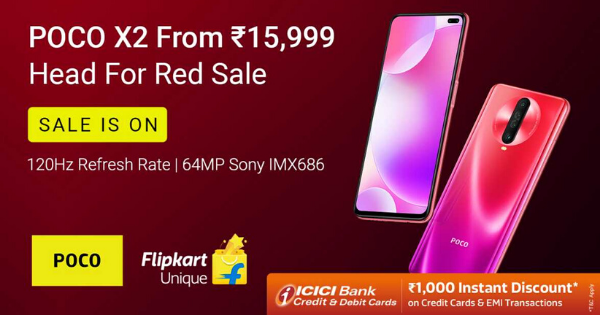 POCO X2 From ₹15,999
Head For Red Sale
SALE IS ON
120Hz Refresh Rate | 64MP Sony IMX686
POCO
POCO
Flipkart
Unique
ICICI Bank
Credit & Debit Cards
₹1,000 Instant Discount*
on Credit Cards & EMI Transactions
*T&C Apply